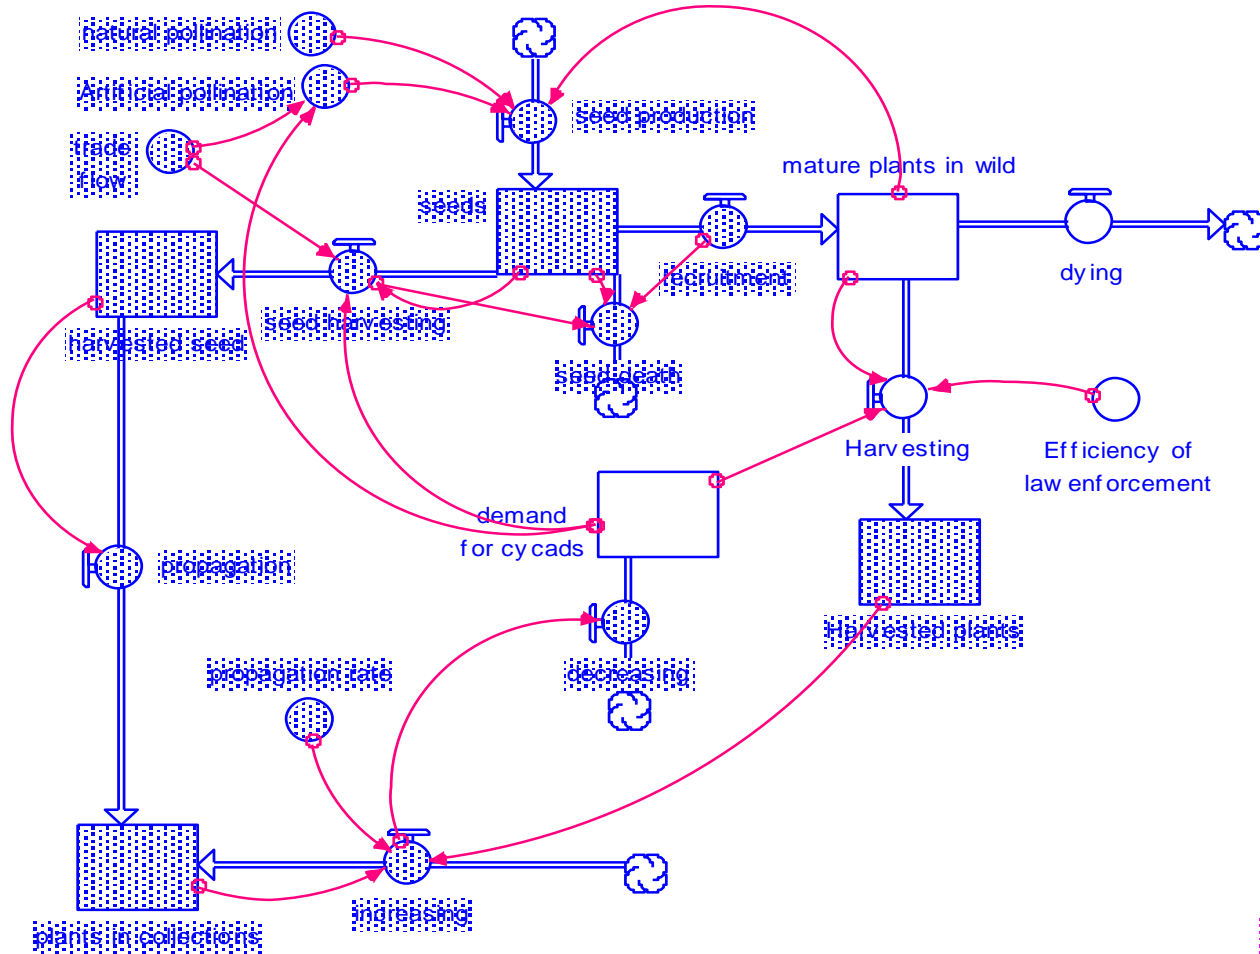 natural pollination
Artificial pollination
seed production
trade
flow
mature plants in wild
seeds
recruitment
dying
seed harvesting
harvested seed
seed death
Harvesting
Efficiency of
law enforcement
demand
for cycads
propagation
Harvested plants
propagation rate
decreasing
increasing
plants in collections